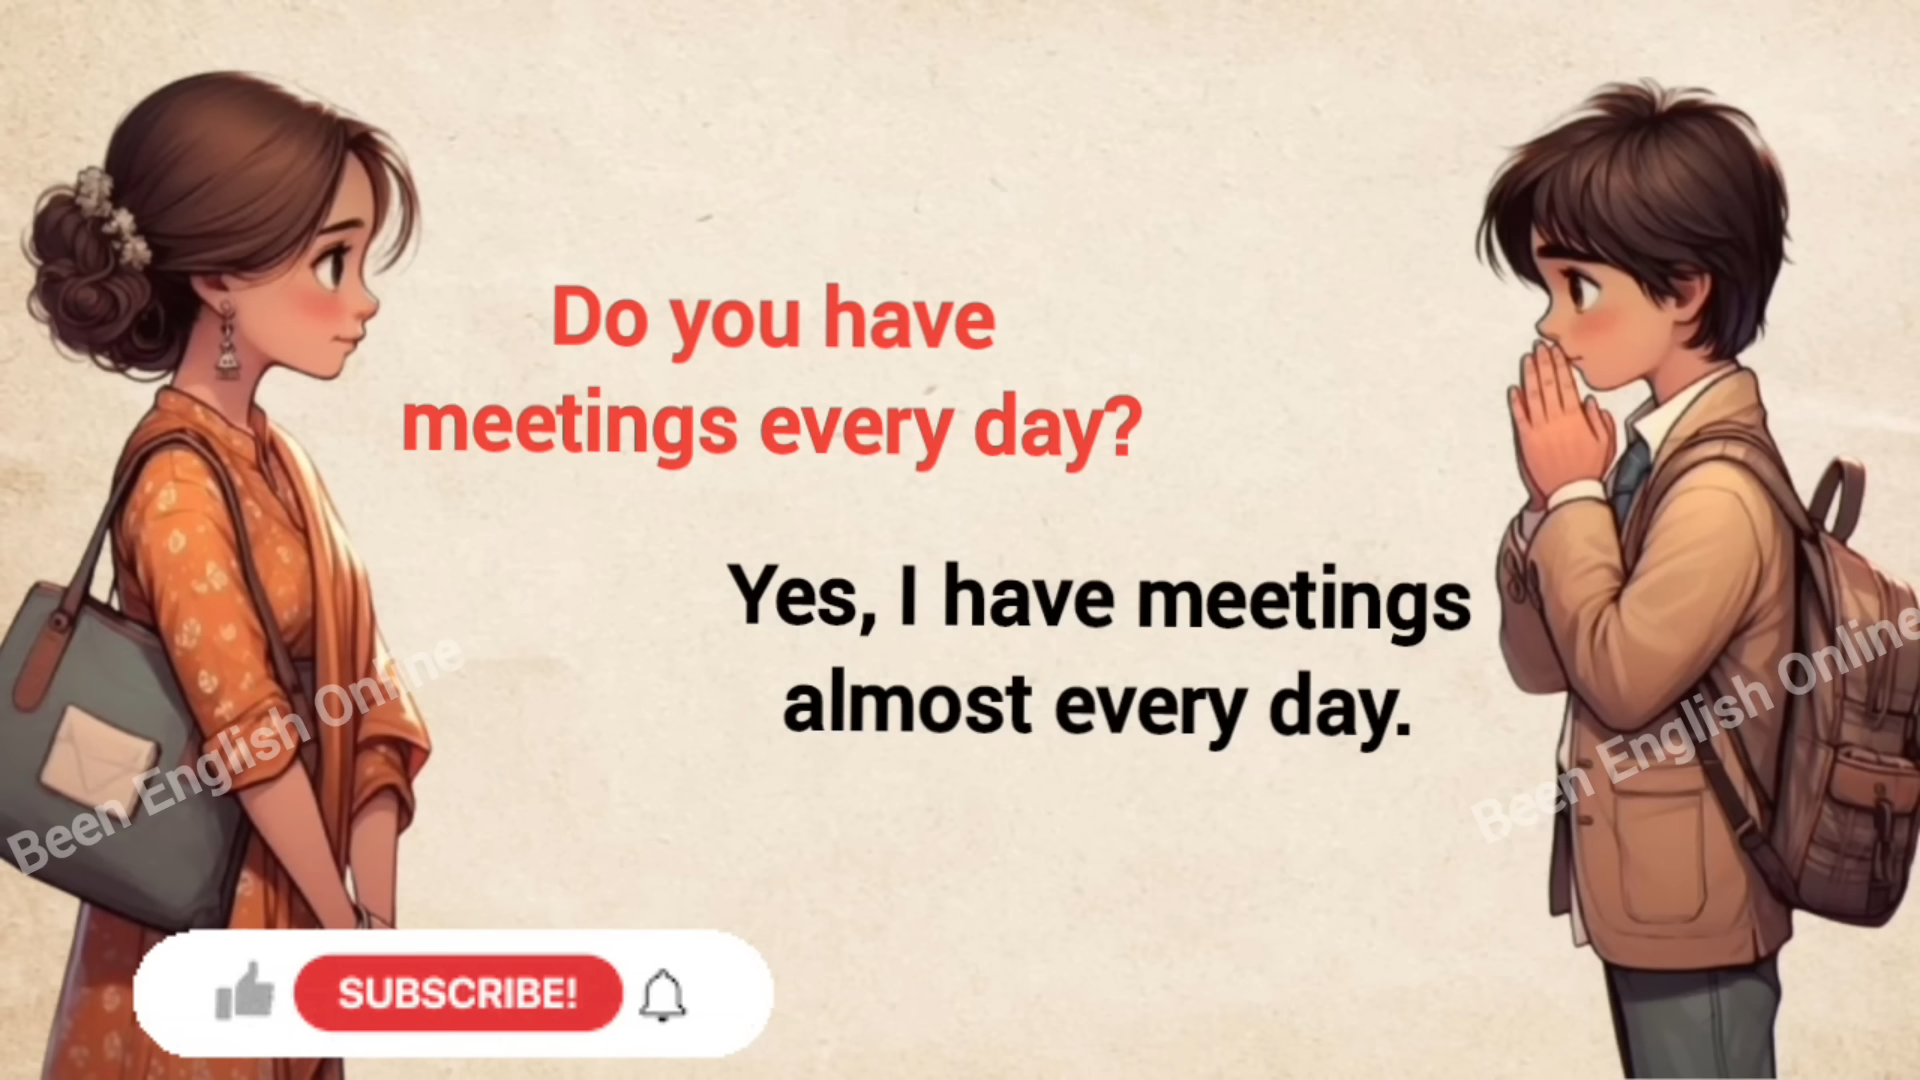 Do you have
meetings every day?
Yes, I have meetings
almost every day.
Been English Online
Been English Online
SUBSCRIBE!